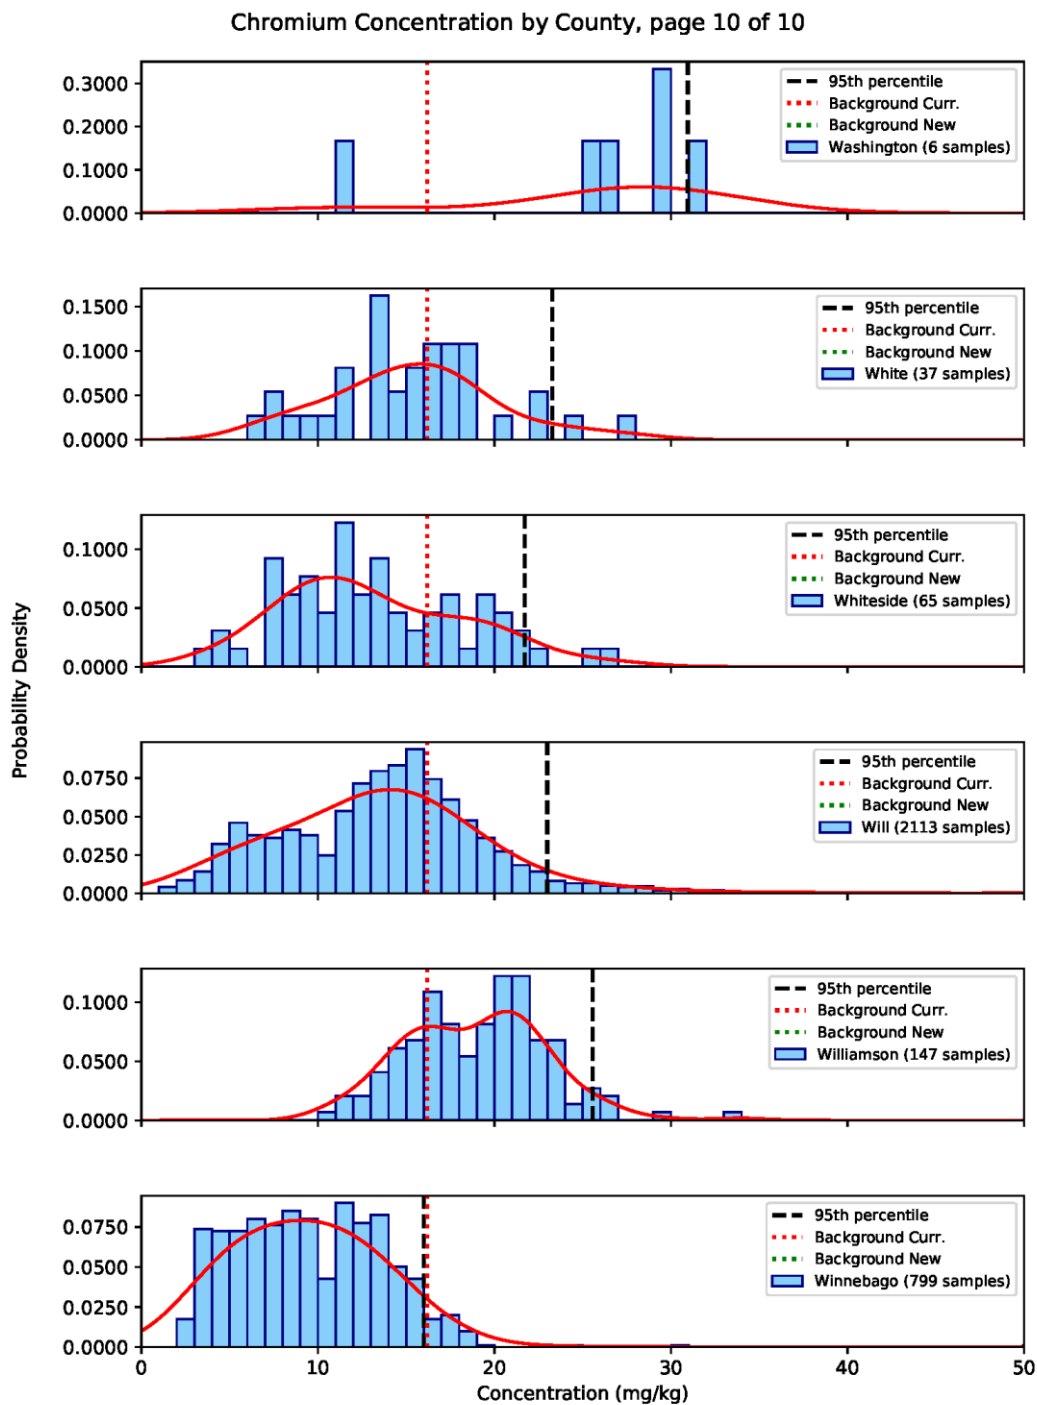 Chromium Concentration by County, page 10 of 10
0.3000
0.2000
0.1000
0.0000
95th percentile
Background Curr.
Background New
Washington (6 samples)
0.1500
0.1000
0.0500
0.0000
95th percentile
Background Curr.
Background New
White (37 samples)
0.1000
0.0500
0.0000
95th percentile
Background Curr.
Background New
Whiteside (65 samples)
Probability Density
0.0750
0.0500
0.0250
0.0000
95th percentile
Background Curr.
Background New
Will (2113 samples)
0.1000
0.0500
0.0000
95th percentile
Background Curr.
Background New
Williamson (147 samples)
0.0750
0.0500
0.0250
0.0000
95th percentile
Background Curr.
Background New
Winnebago (799 samples)
0 10 20 30 40 50
Concentration (mg/kg)